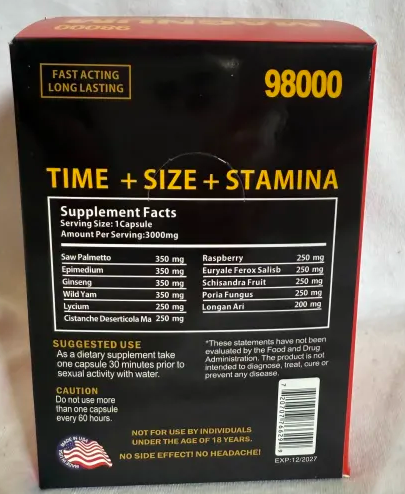 98000
FAST ACTING
LONG LASTING
98000
TIME + SIZE + STAMINA
Supplement Facts
Serving Size: 1Capsule
Amount Per Serving:3000mg
Saw Palmetto 350 mg
Epimedium 350 mg
Ginseng 350 mg
Wild Yam 350 mg
Lycium 250 mg
Cistanche Deserticola Ma 250 mg
Raspberry 250 mg
Euryale Ferox Salisb 250 mg
Schisandra Fruit 250 mg
Poria Fungus 250 mg
Longan Ari 200 mg
SUGGESTED USE
As a dietary supplement take
one capsule 30 minutes prior to
sexual activity with water.
CAUTION
Do not use more
than one capsule
every 60 hours.
*These statements have not been
evaluated by the Food and Drug
Administration. The product is not
intended to diagnose, treat, cure or
prevent any disease.
MADE IN USA
NOT FOR USE BY INDIVIDUALS
UNDER THE AGE OF 18 YEARS.
NO SIDE EFFECT! NO HEADACHE!
EXP:12/2027